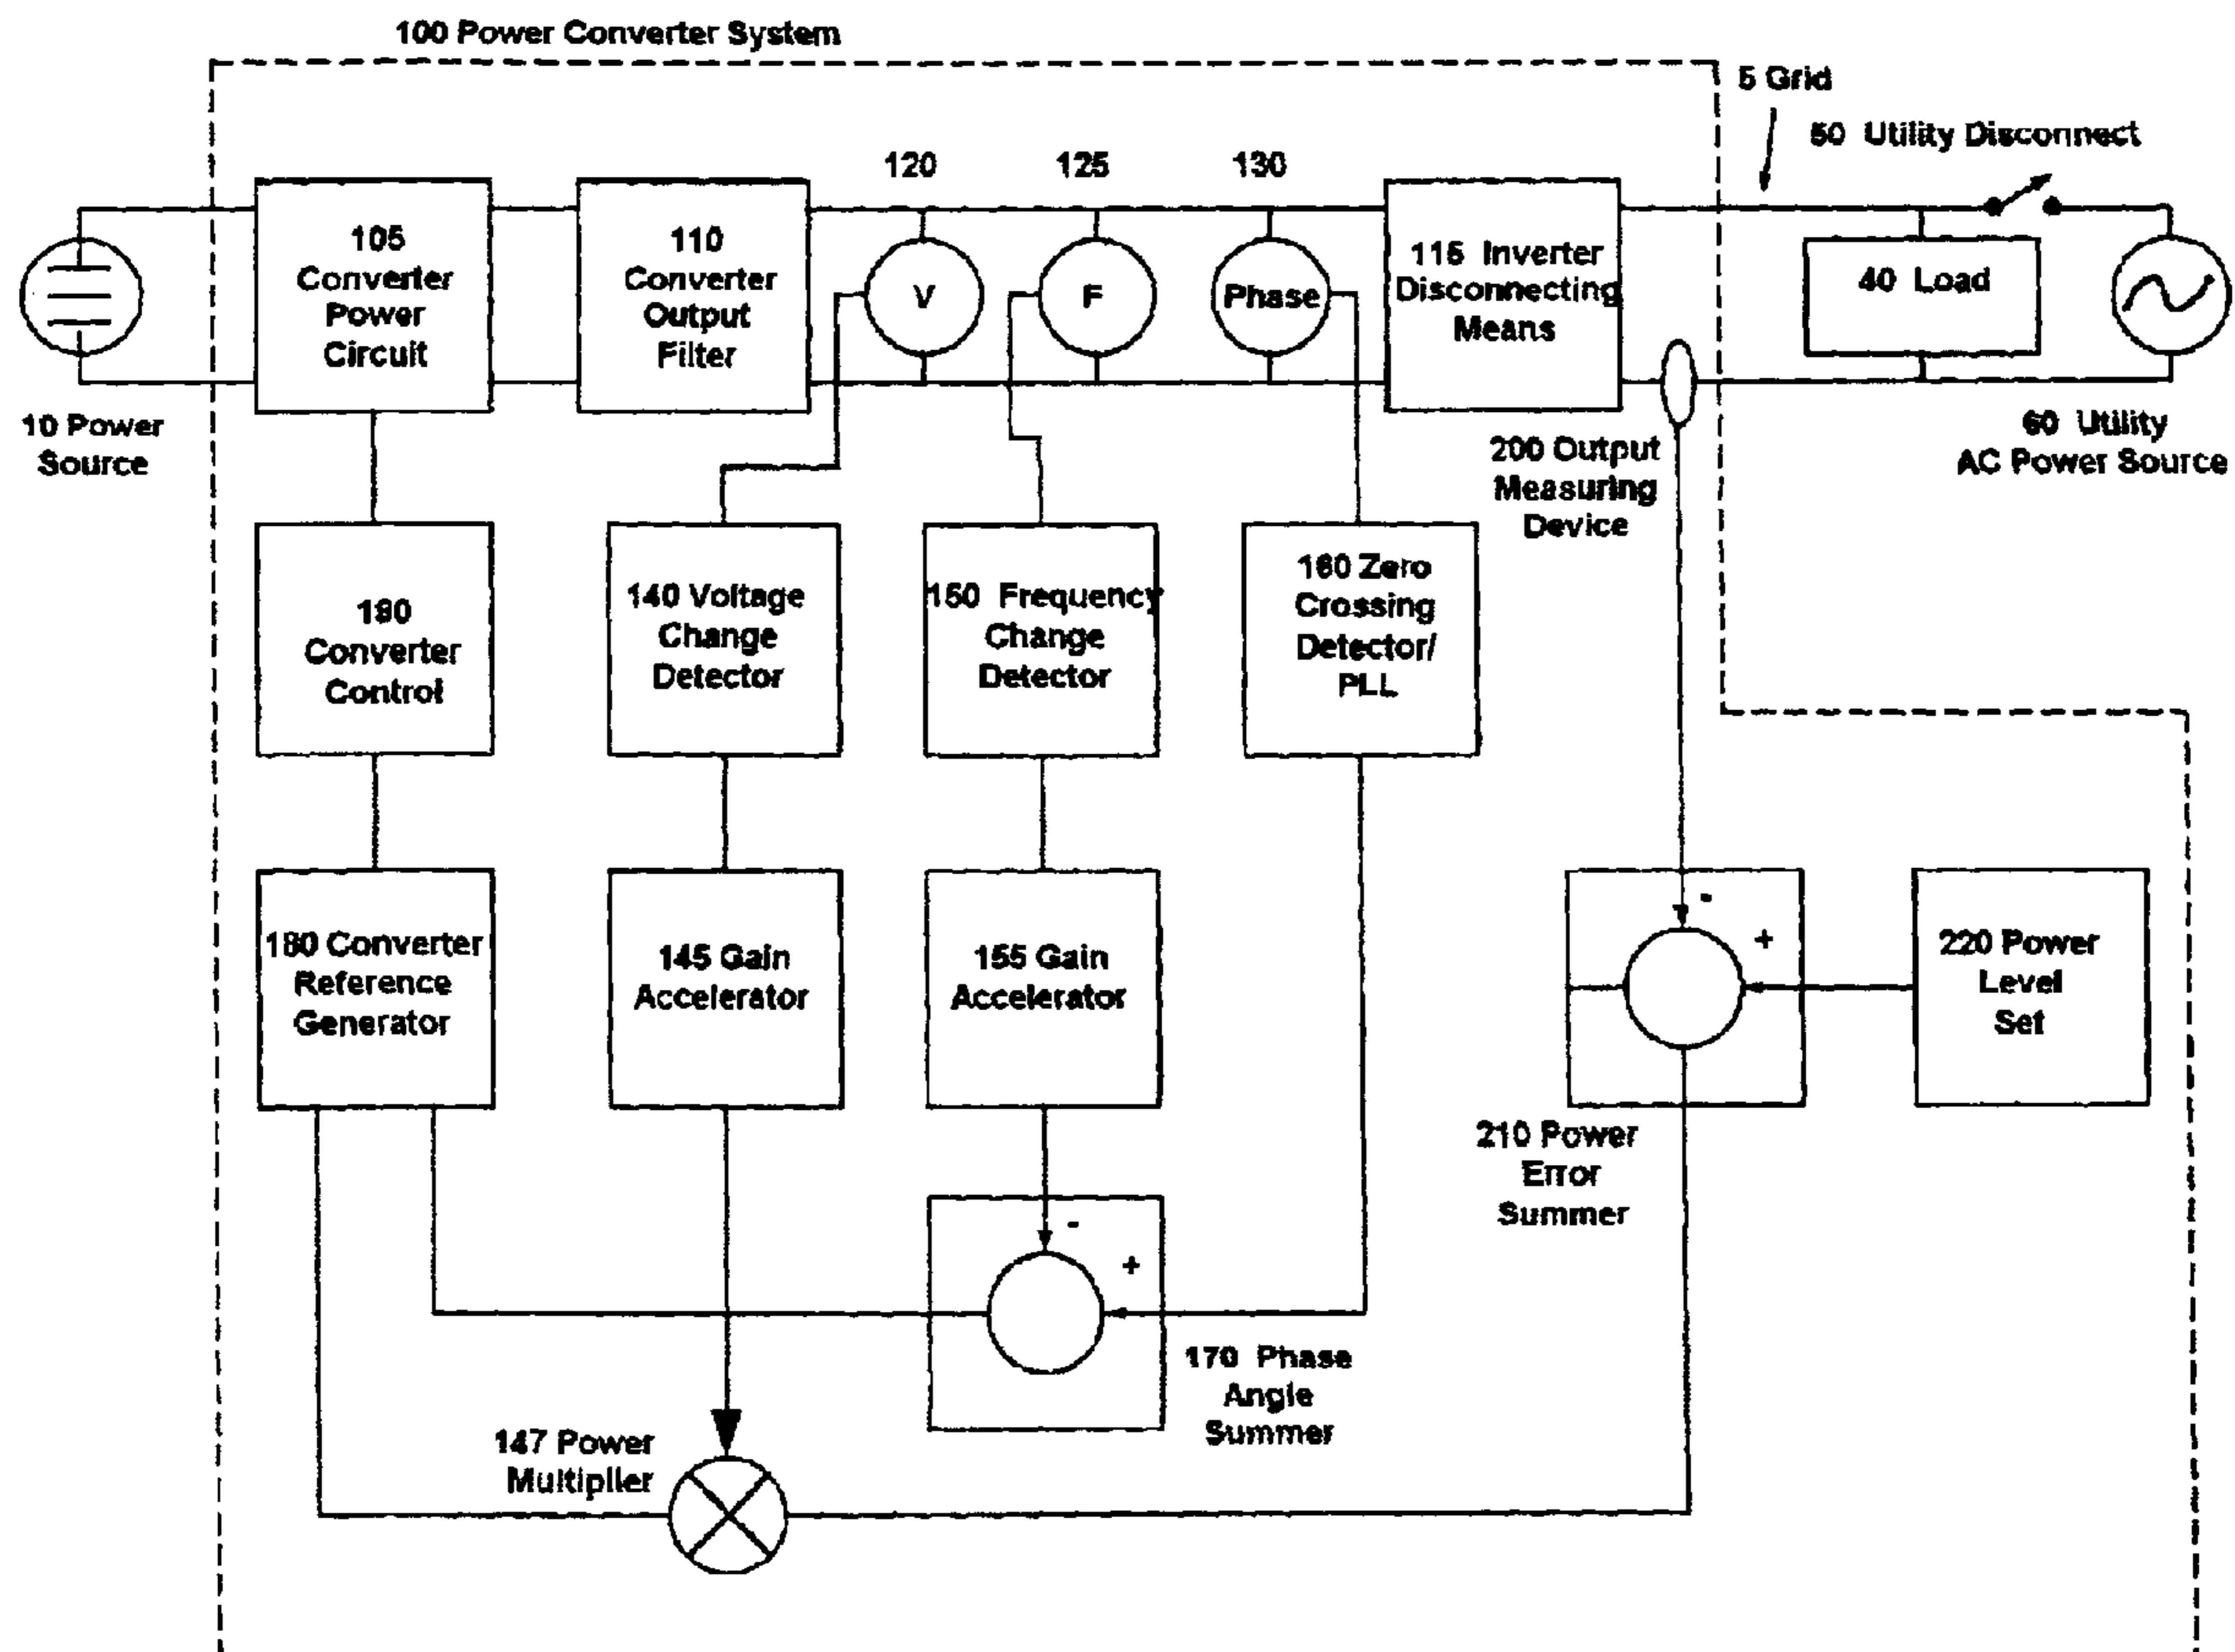 100 Power Converter System
5 Grid
50 Utility Disconnect
120
125
130
105
Converter
Power
Circuit
110
Converter
Output
Filter
V
F
Phase
115 Inverter
Disconnecting
Means
40 Load
10 Power
Source
200 Output
Measuring
Device
60 Utility
AC Power Source
190
Converter
Control
140 Voltage
Change
Detector
150 Frequency
Change
Detector
160 Zero
Crossing
Detector/
PLL
180 Converter
Reference
Generator
145 Gain
Accelerator
155 Gain
Accelerator
-
+
220 Power
Level
Set
210 Power
Error
Summer
-
+
170 Phase
Angle
Summer
147 Power
Multiplier